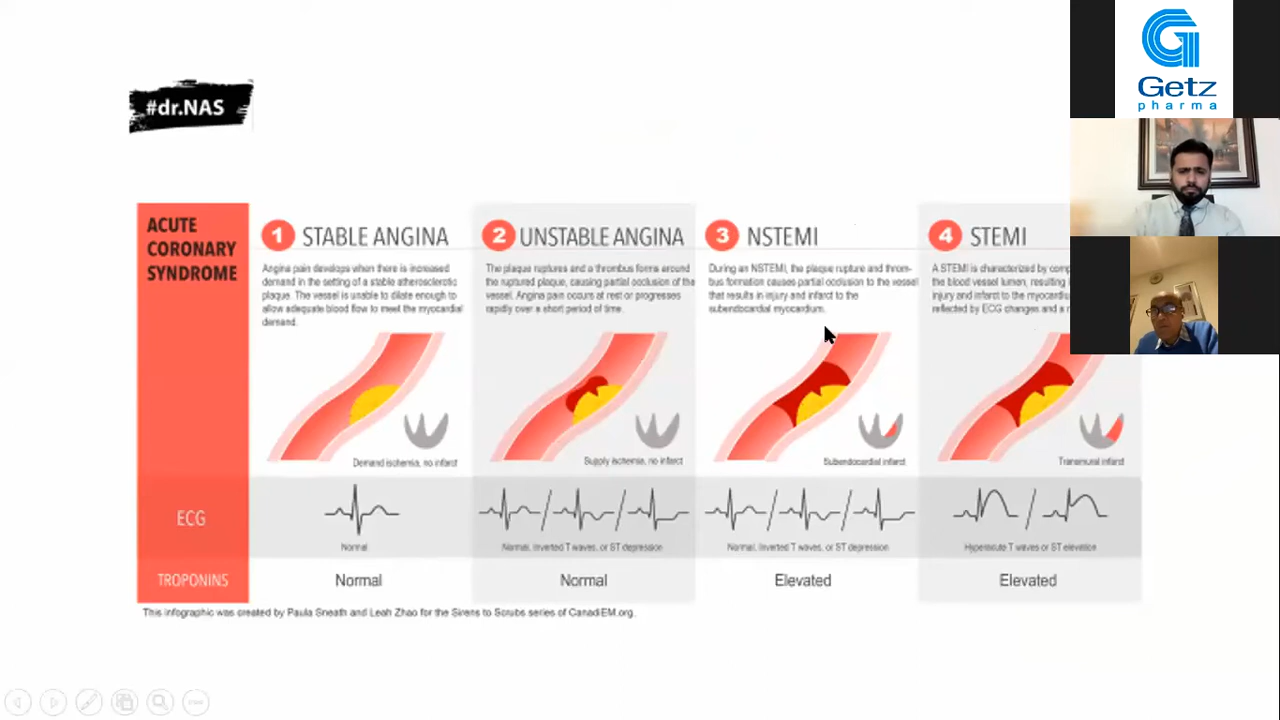 #dr.NAS
Getz
pharma
ACUTE
CORONARY
SYNDROME
1 STABLE ANGINA
Angina pain develops when there is increased
demand in the setting of a stable atherosclerotic
plaque. The vessel is unable to dilate enough to
allow adequate blood flow to meet the myocardial
demand.
Demand ischemia, no infarct
2 UNSTABLE ANGINA
The plaque ruptures and a thrombus forms around
the ruptured plaque, causing partial occlusion of the
vessel. Angina pain occurs at rest or progresses
rapidly over a short period of time.
Supply ischemia, no infarct
3 NSTEMI
During an NSTEMI, the plaque rupture and throm-
bus formation causes partial occlusion to the vessel
that results in injury and infarct to the
subendocardial myocardium.
Subendocardial infarct
4 STEMI
A STEMI is characterized by
the blood vessel lumen, resulting
injury and infarct to the
reflected by ECG changes and a
Transmural infarct
ECG
Normal
Normal, Inverted T waves, or ST depression
Normal, Inverted T waves, or ST depression
Hyperacute T waves or ST elevation
TROPONINS
Normal
Normal
Elevated
Elevated
This infographic was created by Paula Sneath and Leah Zhao for the Sirens to Scrubs series of CanadiEM.org.